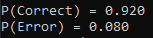 P(Correct) = 0.920
P(Error) = 0.080